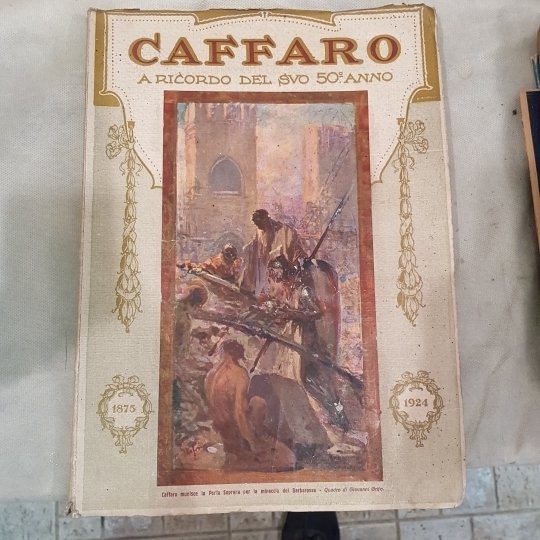 CAFFARO
A RICORDO DEL SVO 50º ANNO
1875
1924
Caffaro munisce la Porta Soprana per la minaccia del Barbarossa - Quadro di Giovanni Grifo.